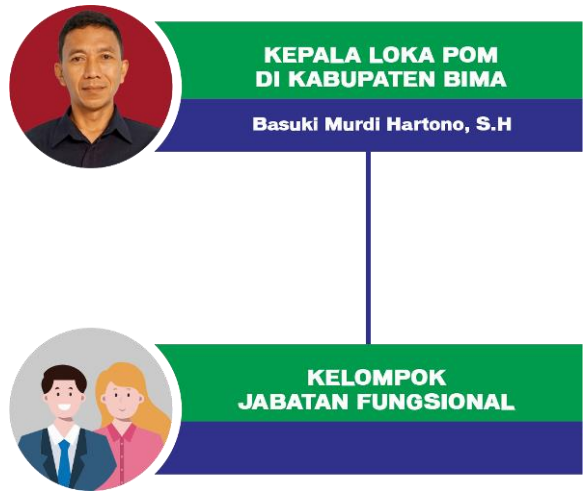 KEPALA LOKA POM
DI KABUPATEN BIMA
Basuki Murdi Hartono, S.H
KELOMPOK
JABATAN FUNGSIONAL